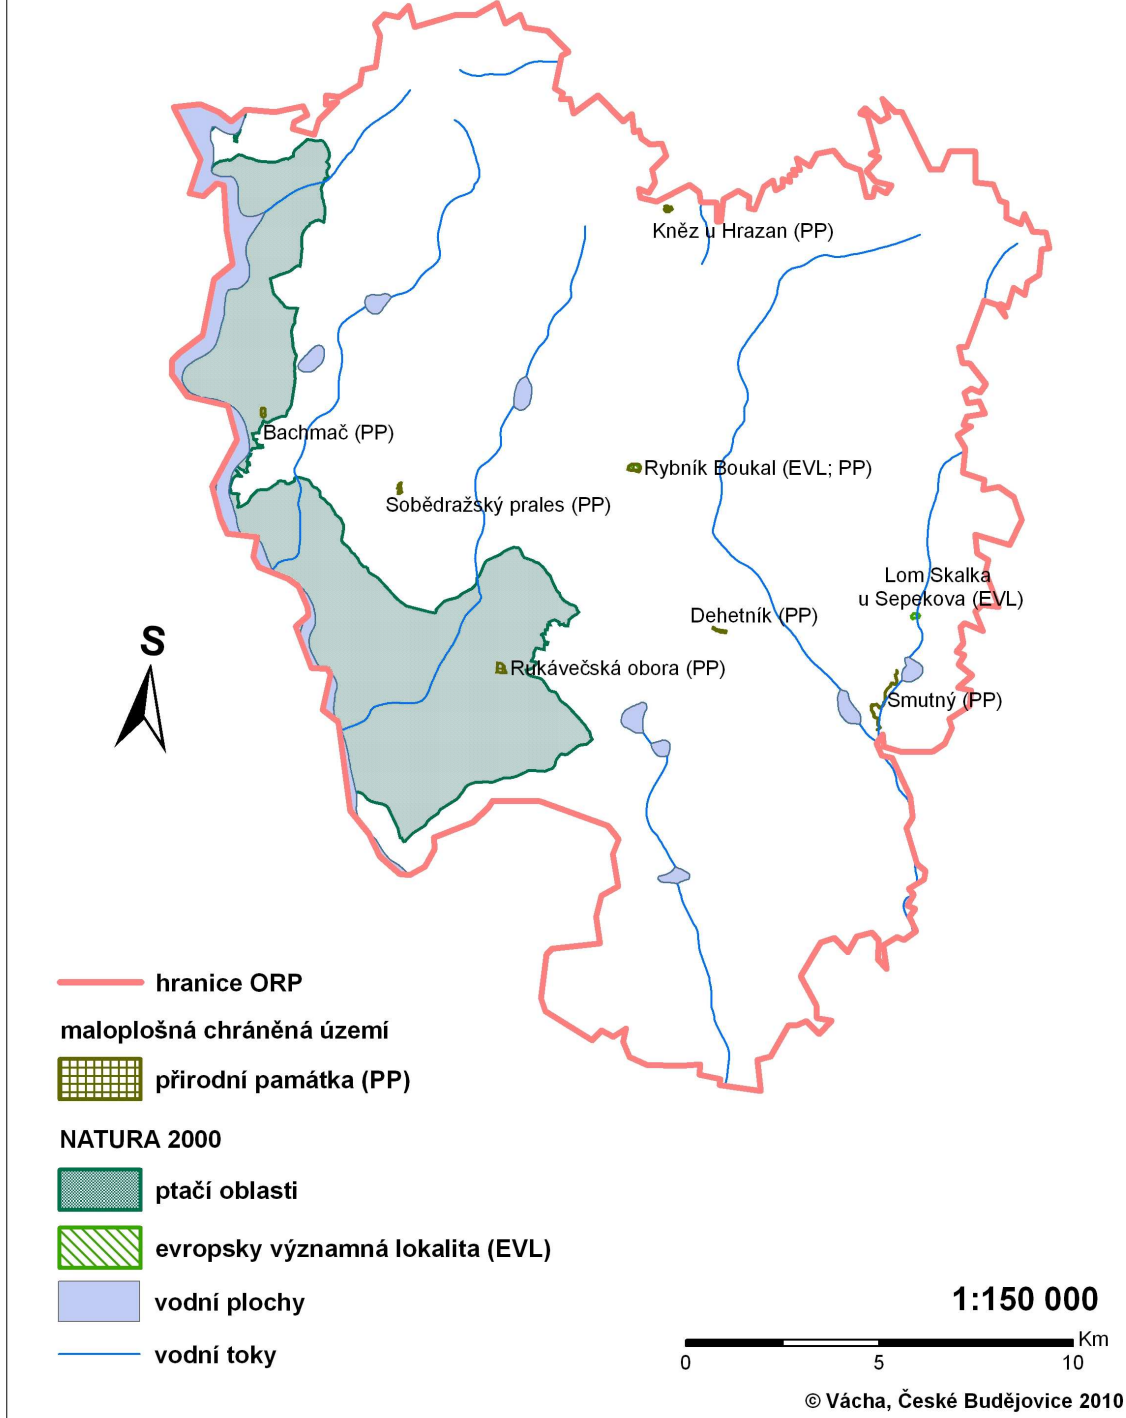 Kněz u Hrazan (PP)
Bachmač (PP)
Rybník Boukal (EVL; PP)
Sobědražský prales (PP)
Lom Skalka
u Sepekova (EVL)
Dehetník (PP)
S
Rukávečská obora (PP)
Smutný (PP)
hranice ORP
maloplošná chráněná území
přirodní památka (PP)
NATURA 2000
ptačí oblasti
evropsky významná lokalita (EVL)
vodní plochy
vodní toky
1:150 000
Km
0 5 10
© Vácha, České Budějovice 2010